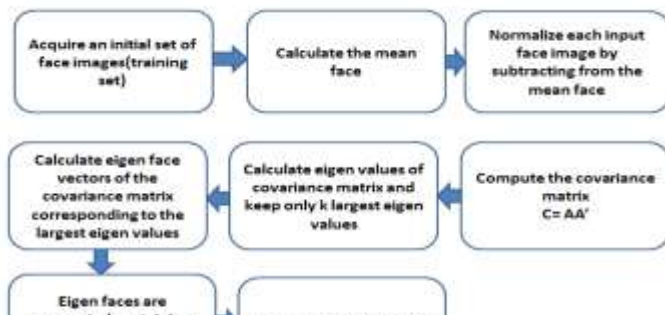 Acquire an initial set of
face images(training
set)
Calculate the mean
face
Normalize each input
face image by
subtracting from the
mean face
Calculate eigen face
vectors of the
covariance matrix
corresponding to the
largest eigen values
Calculate eigen values of
covariance matrix and
keep only k largest eigen
values
Compute the covariance
matrix
C= AA'
Eigen faces are